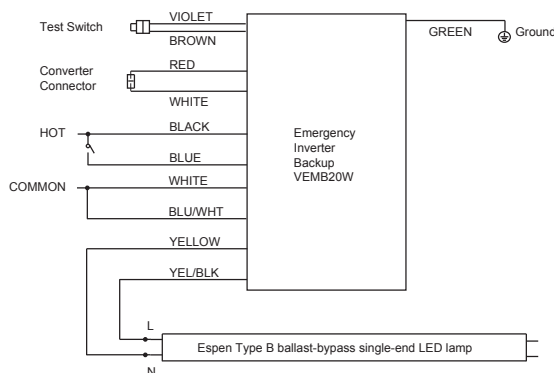 Test Switch
VIOLET
BROWN
GREEN
Ground
Converter
Connector
RED
WHITE
HOT
BLACK
BLUE
COMMON
WHITE
BLU/WHT
YELLOW
YEL/BLK
Emergency
Inverter
Backup
VEMB20W
L
N
Espen Type B ballast-bypass single-end LED lamp